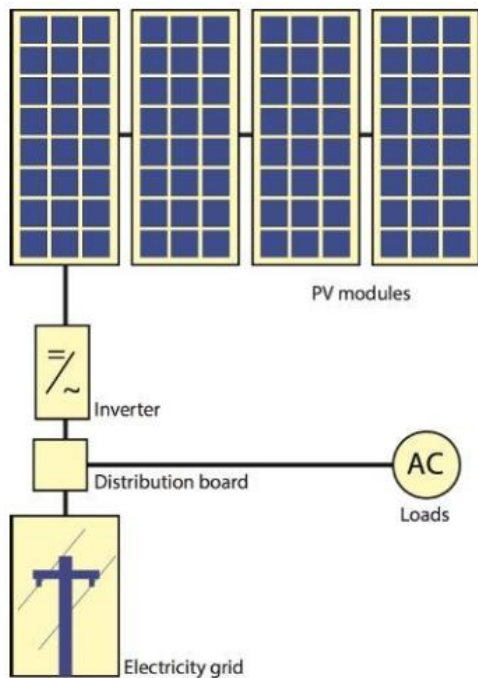 PV modules
=/~
Inverter
Distribution board
AC
Loads
Electricity grid